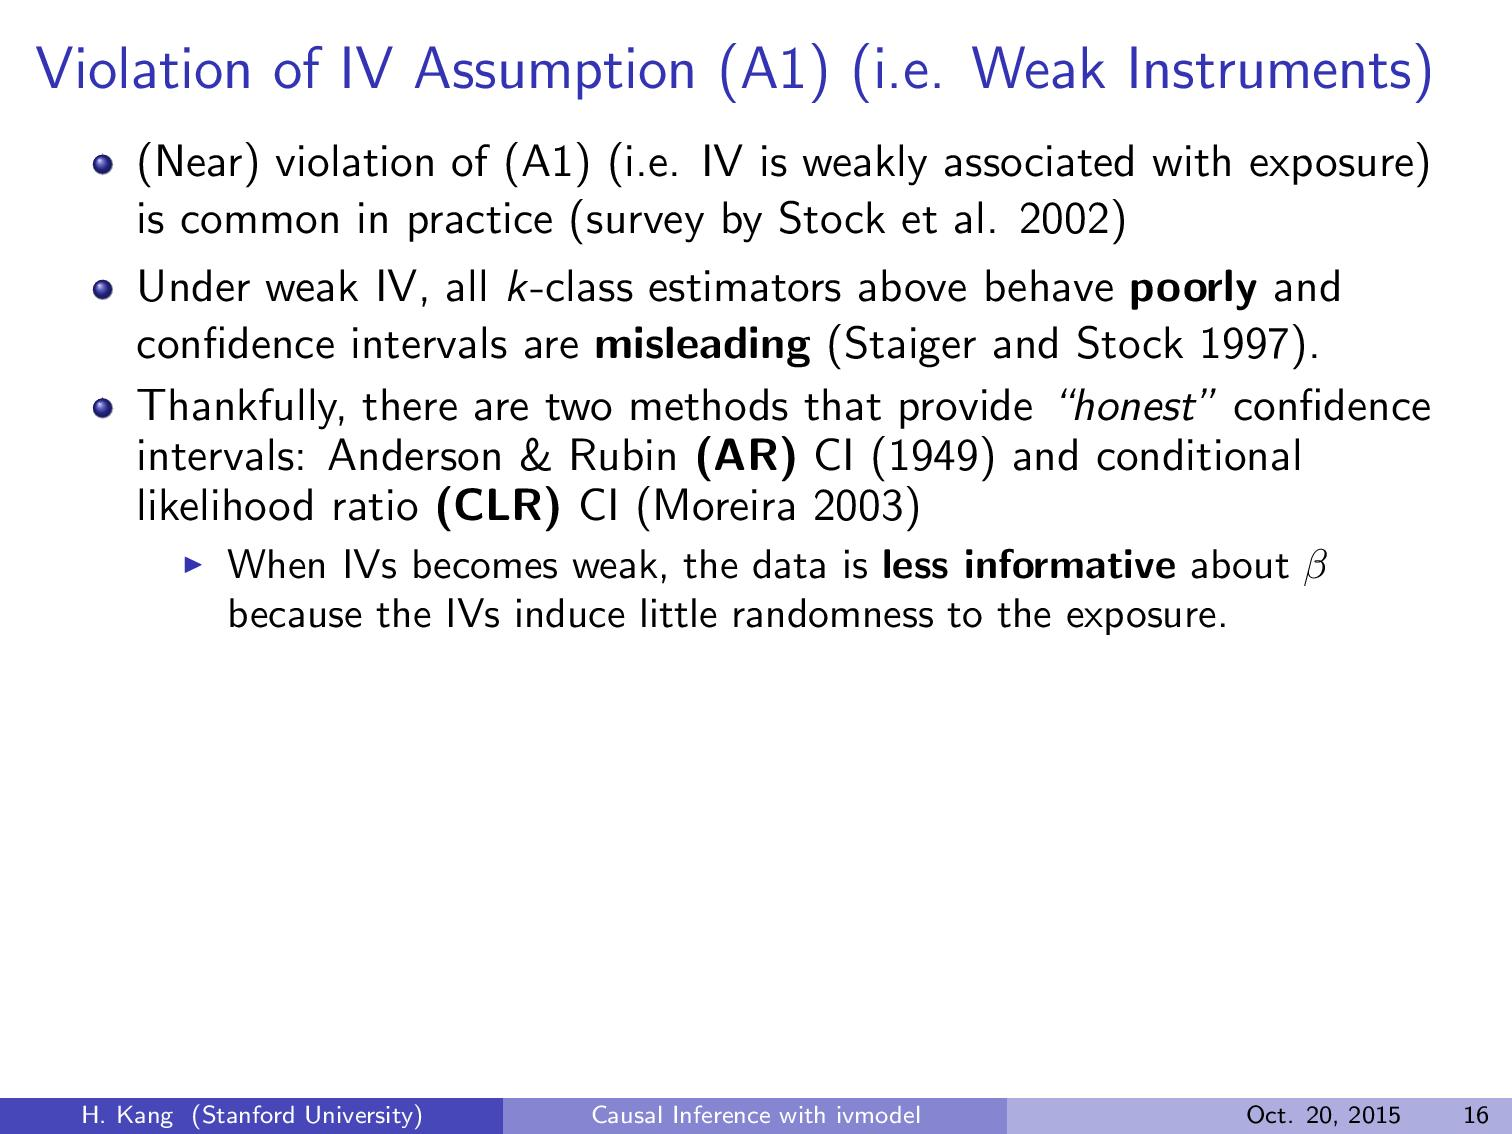 Violation of IV Assumption (A1) (i.e. Weak Instruments)
(Near) violation of (A1) (i.e. IV is weakly associated with exposure)
is common in practice (survey by Stock et al. 2002)
Under weak IV, all k-class estimators above behave poorly and
confidence intervals are misleading (Staiger and Stock 1997).
Thankfully, there are two methods that provide “honest” confidence
intervals: Anderson & Rubin (AR) CI (1949) and conditional
likelihood ratio (CLR) CI (Moreira 2003)
When IVs becomes weak, the data is less informative about β
because the IVs induce little randomness to the exposure.
H. Kang (Stanford University) Causal Inference with ivmodel Oct. 20, 2015 16